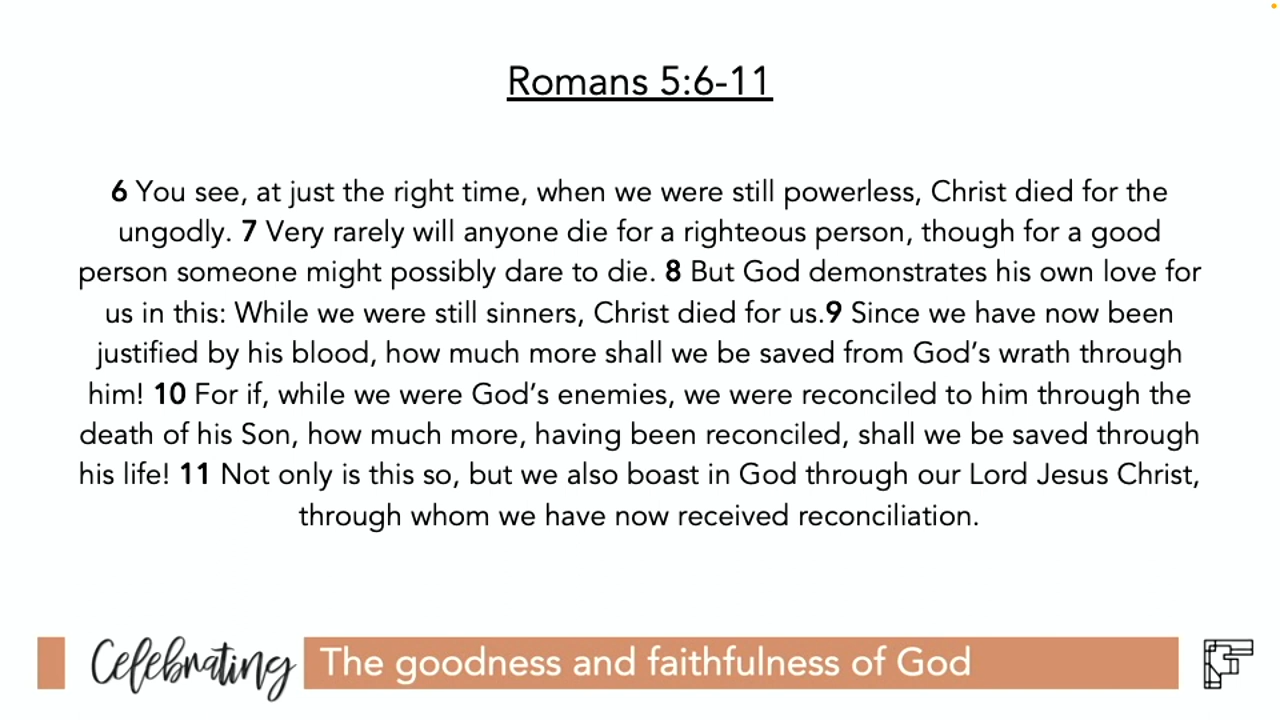 Romans 5:6-11
6 You see, at just the right time, when we were still powerless, Christ died for the
ungodly. 7 Very rarely will anyone die for a righteous person, though for a good
person someone might possibly dare to die. 8 But God demonstrates his own love for
us in this: While we were still sinners, Christ died for us.9 Since we have now been
justified by his blood, how much more shall we be saved from God’s wrath through
him! 10 For if, while we were God’s enemies, we were reconciled to him through the
death of his Son, how much more, having been reconciled, shall we be saved through
his life! 11 Not only is this so, but we also boast in God through our Lord Jesus Christ,
through whom we have now received reconciliation.
Celebrating The goodness and faithfulness of God